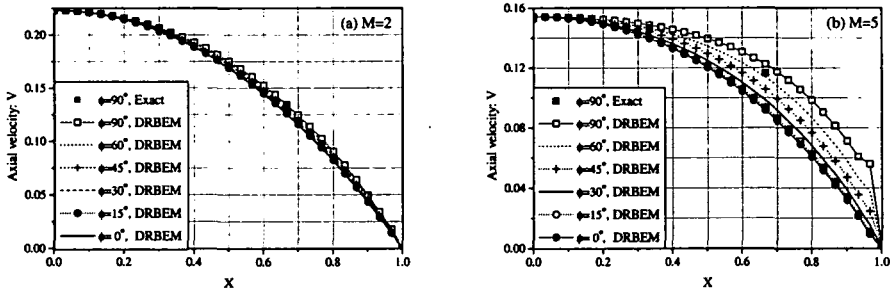 (a) M=2
Axial velocity: V
0.20
0.15
0.10
0.05
0.00
ϕ=90°, Exact
ϕ=90°, DRBEM
ϕ=60°, DRBEM
ϕ=45°, DRBEM
ϕ=30°, DRBEM
ϕ=15°, DRBEM
ϕ=0°, DRBEM
0.0 0.2 0.4 0.6 0.8 1.0
X
(b) M=5
Axial velocity: V
0.16
0.12
0.08
0.04
0.00
ϕ=90°, Exact
ϕ=90°, DRBEM
ϕ=60°, DRBEM
ϕ=45°, DRBEM
ϕ=30°, DRBEM
ϕ=15°, DRBEM
ϕ=0°, DRBEM
0.0 0.2 0.4 0.6 0.8 1.0
X